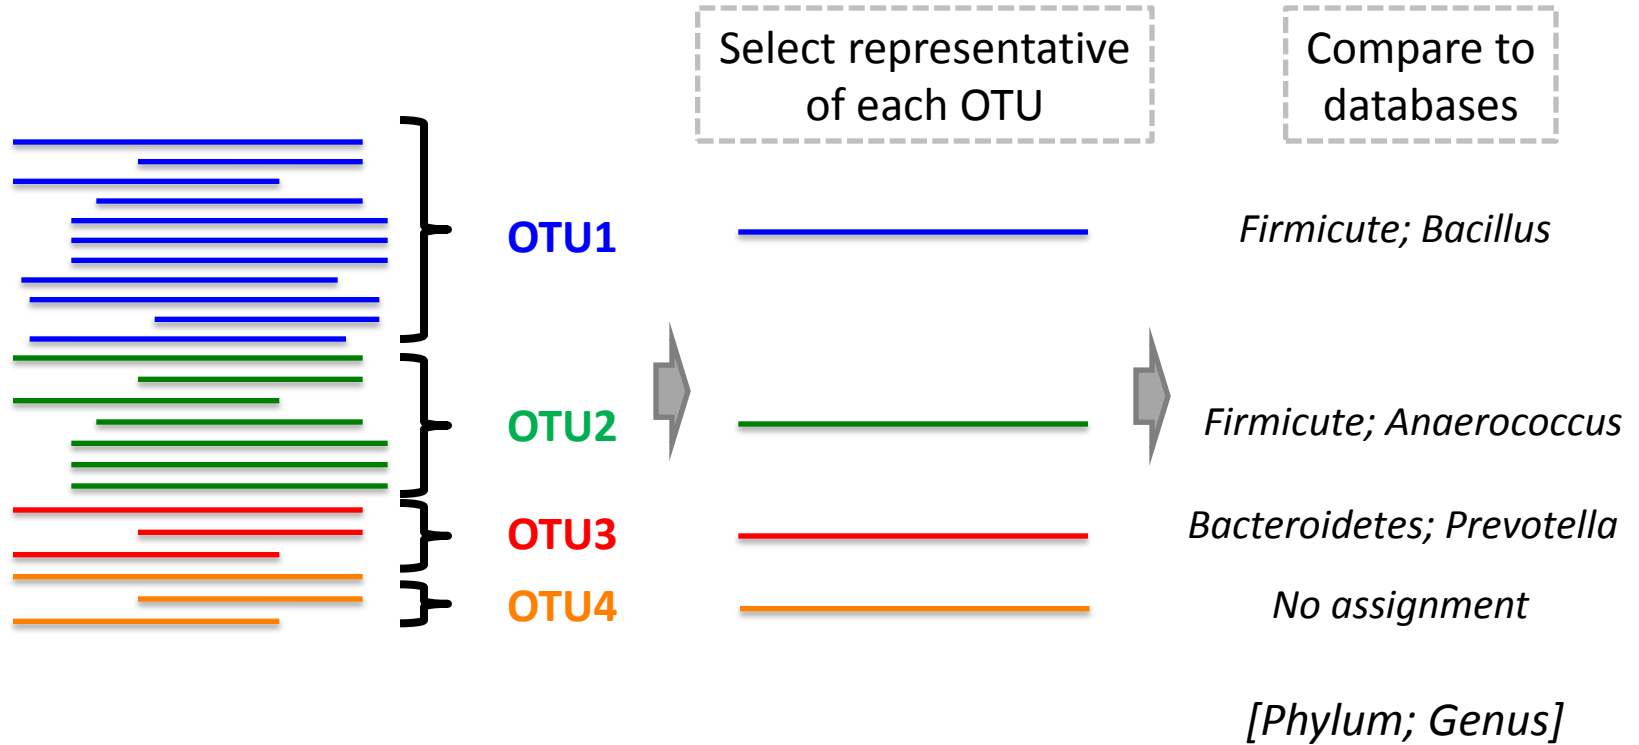 Select representative
of each OTU
Compare to
databases
OTU1
Firmicute; Bacillus
OTU2
Firmicute; Anaerococcus
OTU3
Bacteroidetes; Prevotella
OTU4
No assignment
[Phylum; Genus]